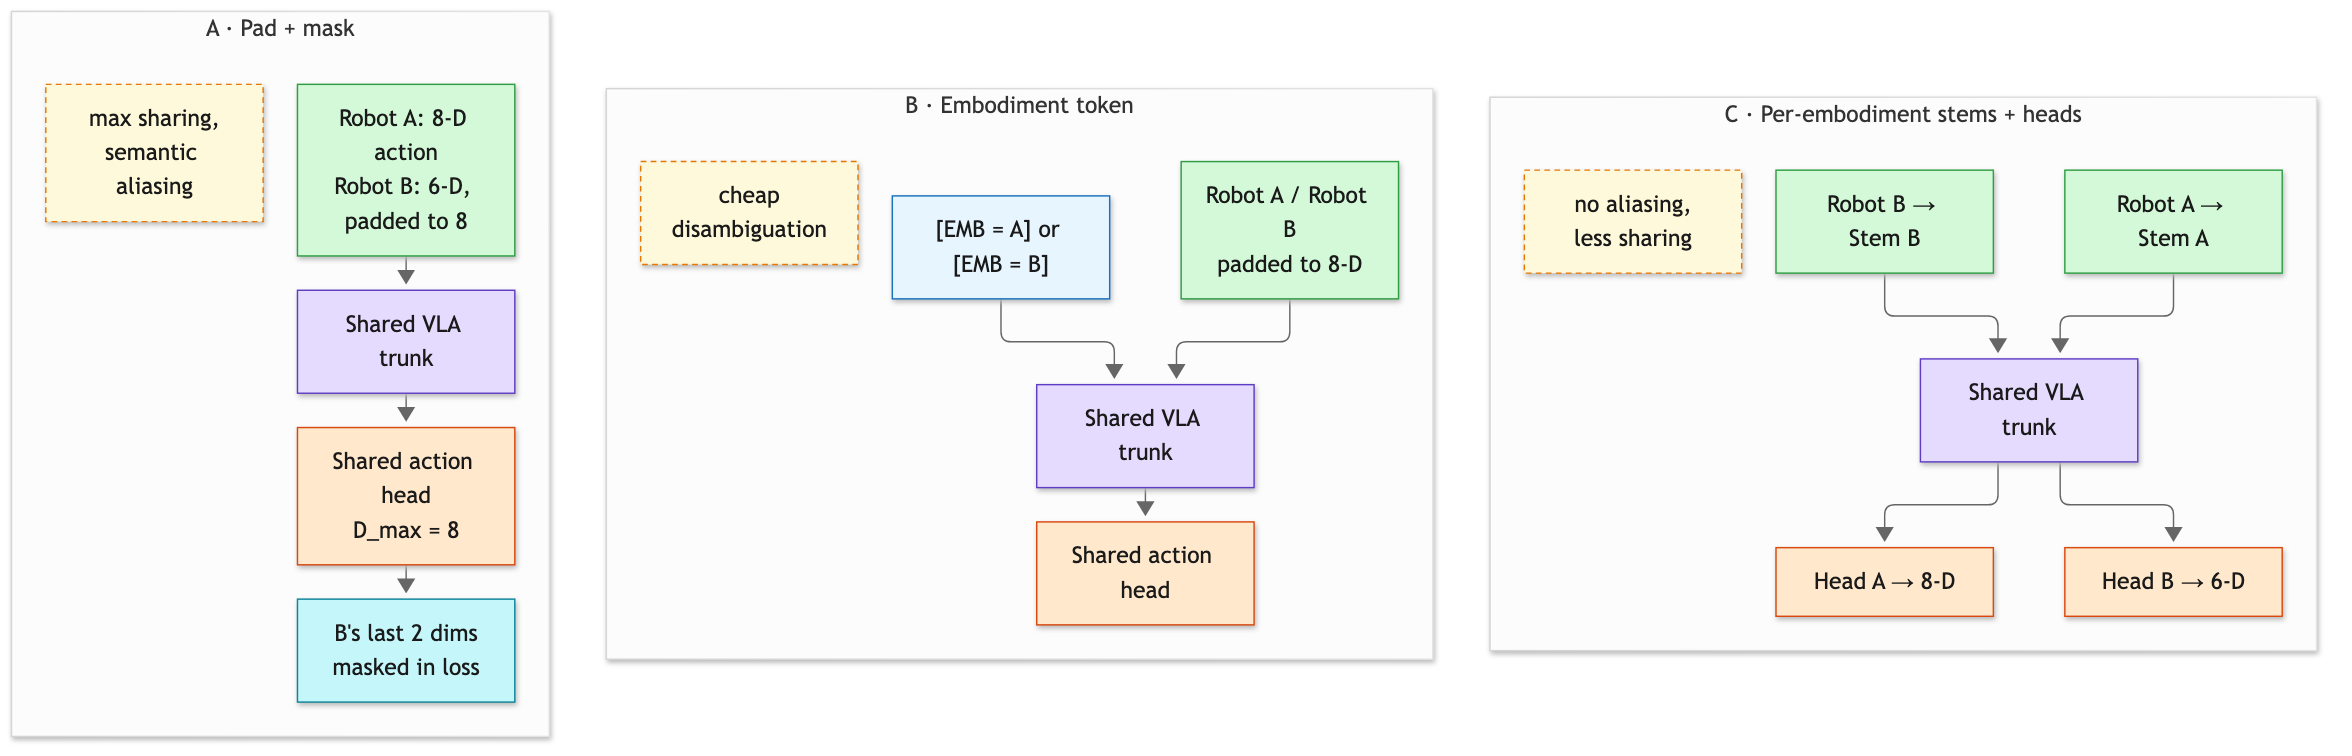 A · Pad + mask
max sharing,
semantic
aliasing
Robot A: 8-D
action
Robot B: 6-D,
padded to 8
Shared VLA
trunk
Shared action
head
D_max = 8
B's last 2 dims
masked in loss
B · Embodiment token
cheap
disambiguation
[EMB = A] or
[EMB = B]
Robot A / Robot
B
padded to 8-D
Shared VLA
trunk
Shared action
head
C · Per-embodiment stems + heads
no aliasing,
less sharing
Robot B →
Stem B
Robot A →
Stem A
Shared VLA
trunk
Head A → 8-D
Head B → 6-D